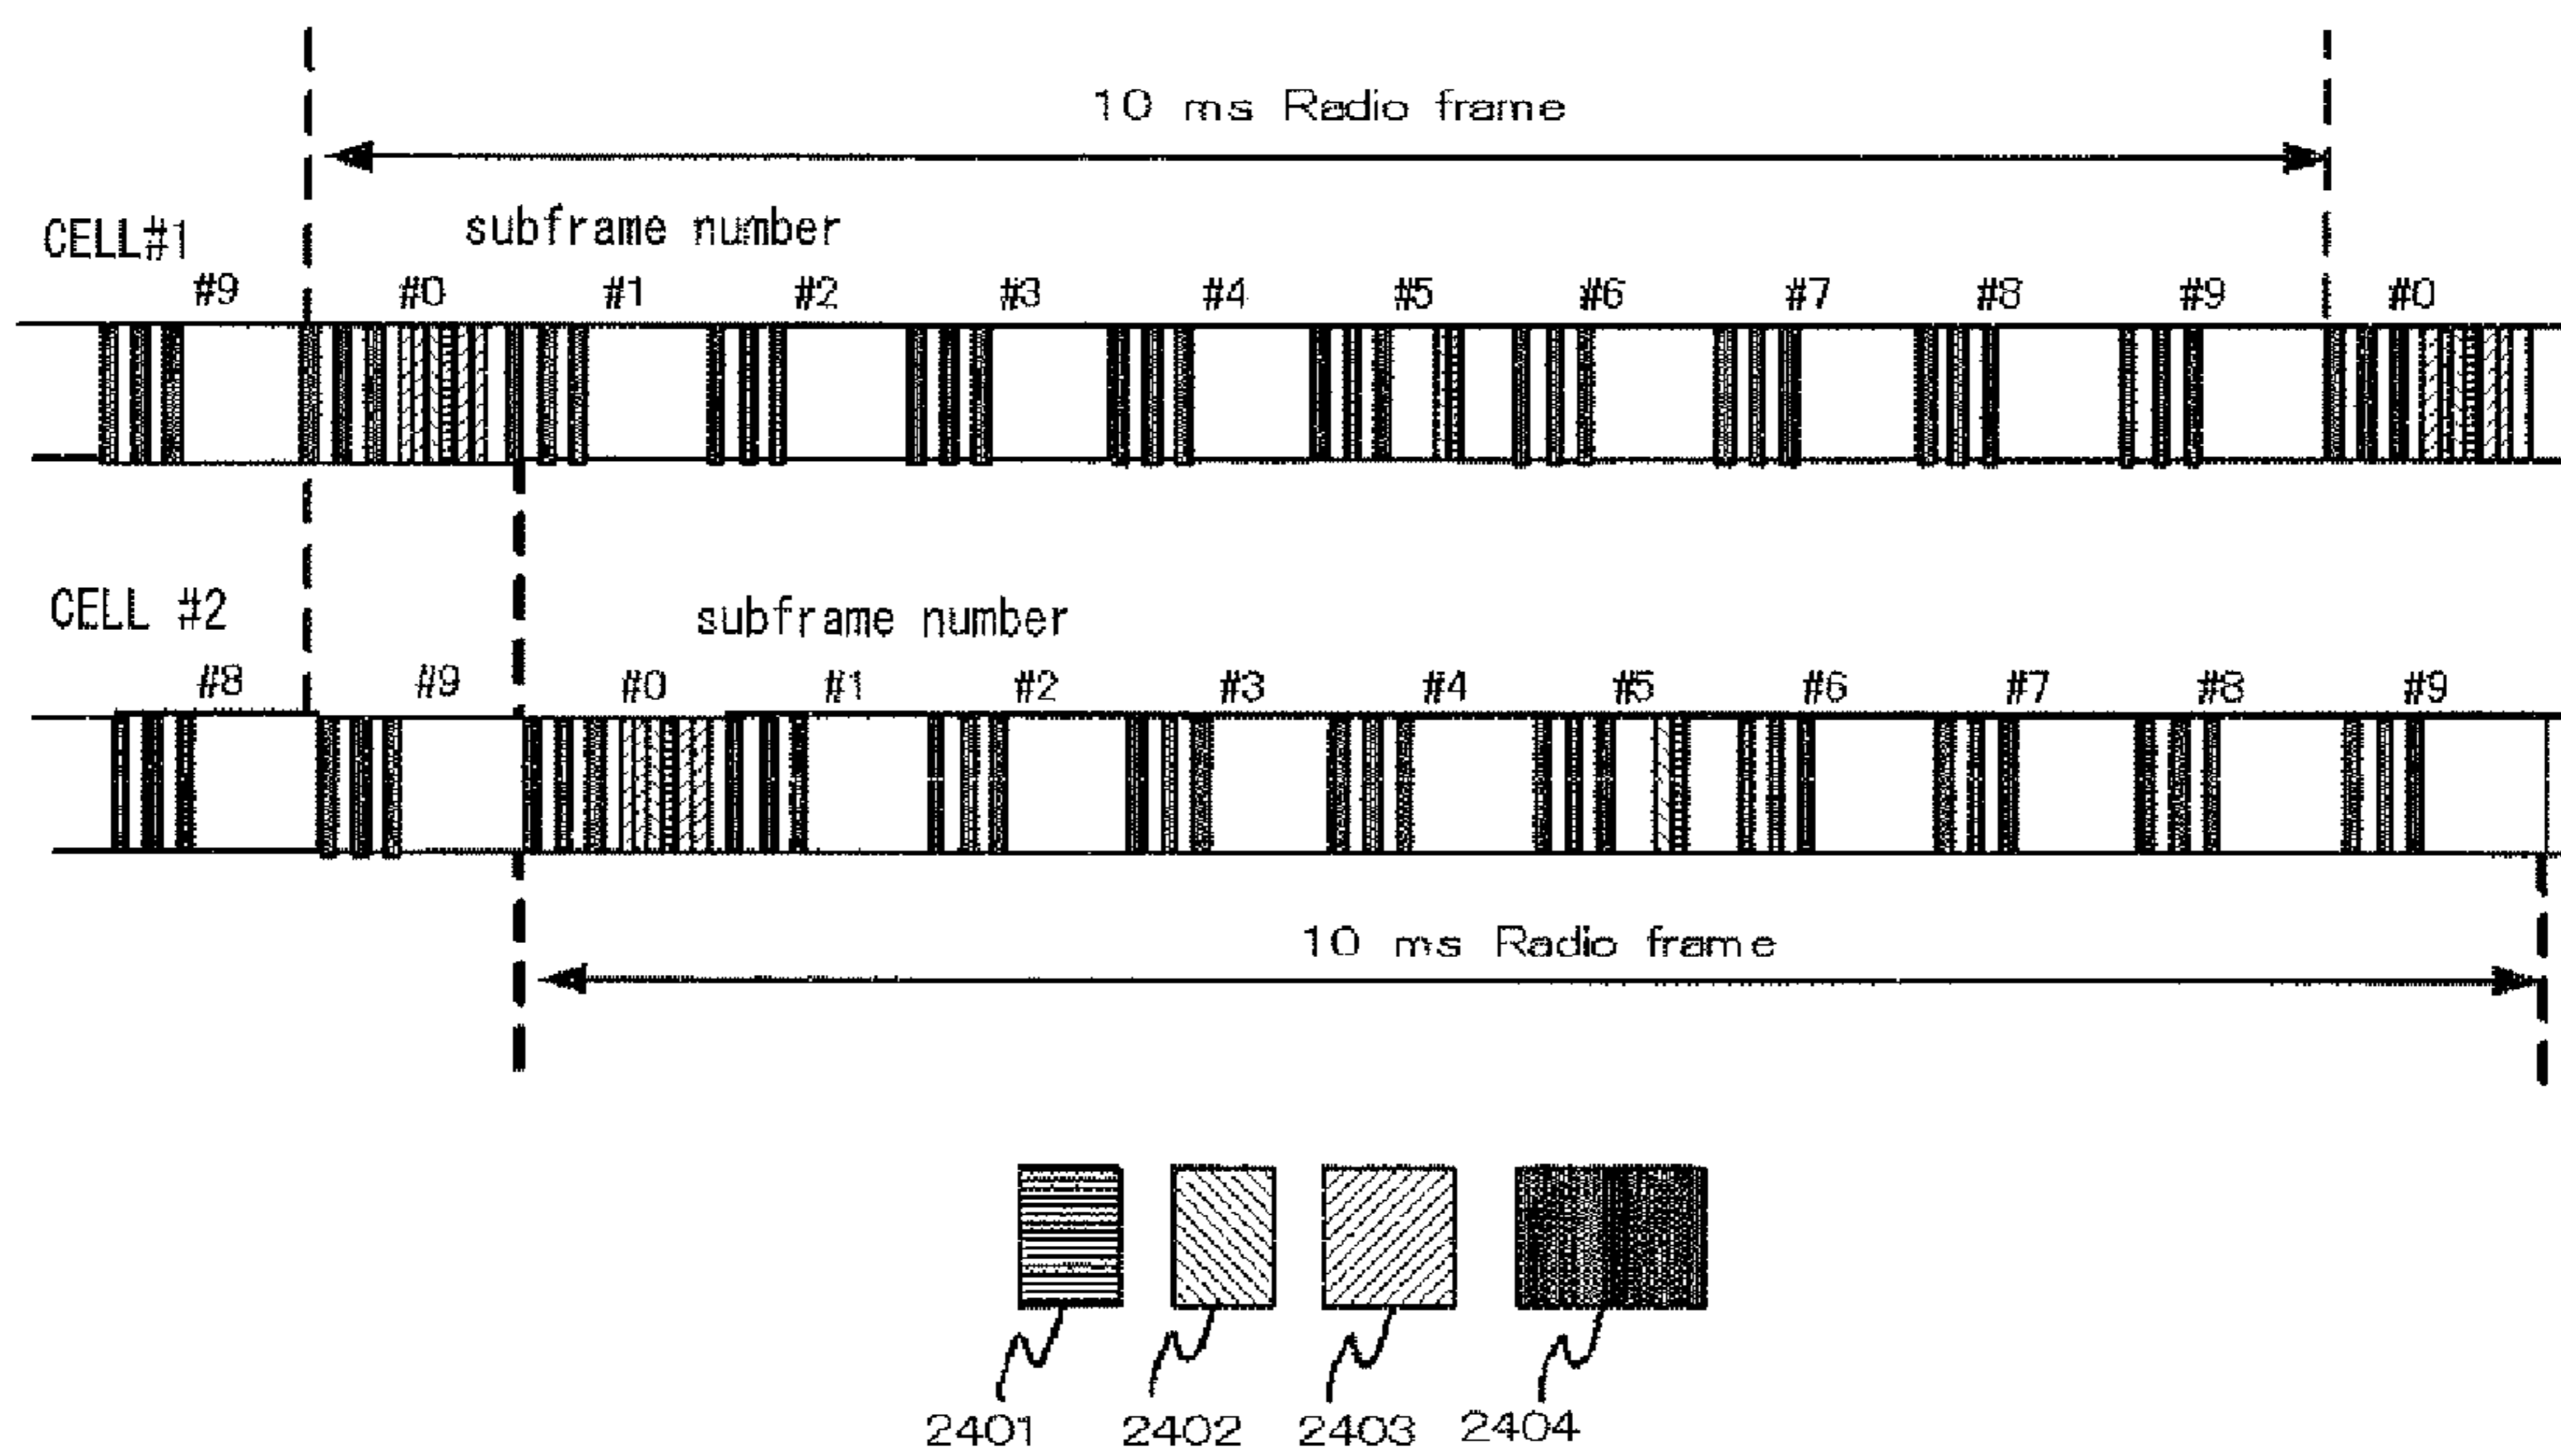 10 ms Radio frame
CELL#1
subframe number
#9 #0 #1 #2 #3 #4 #5 #6 #7 #8 #9 #0
CELL #2
subframe number
#8 #9 #0 #1 #2 #3 #4 #5 #6 #7 #8 #9
10 ms Radio frame
2401 2402 2403 2404